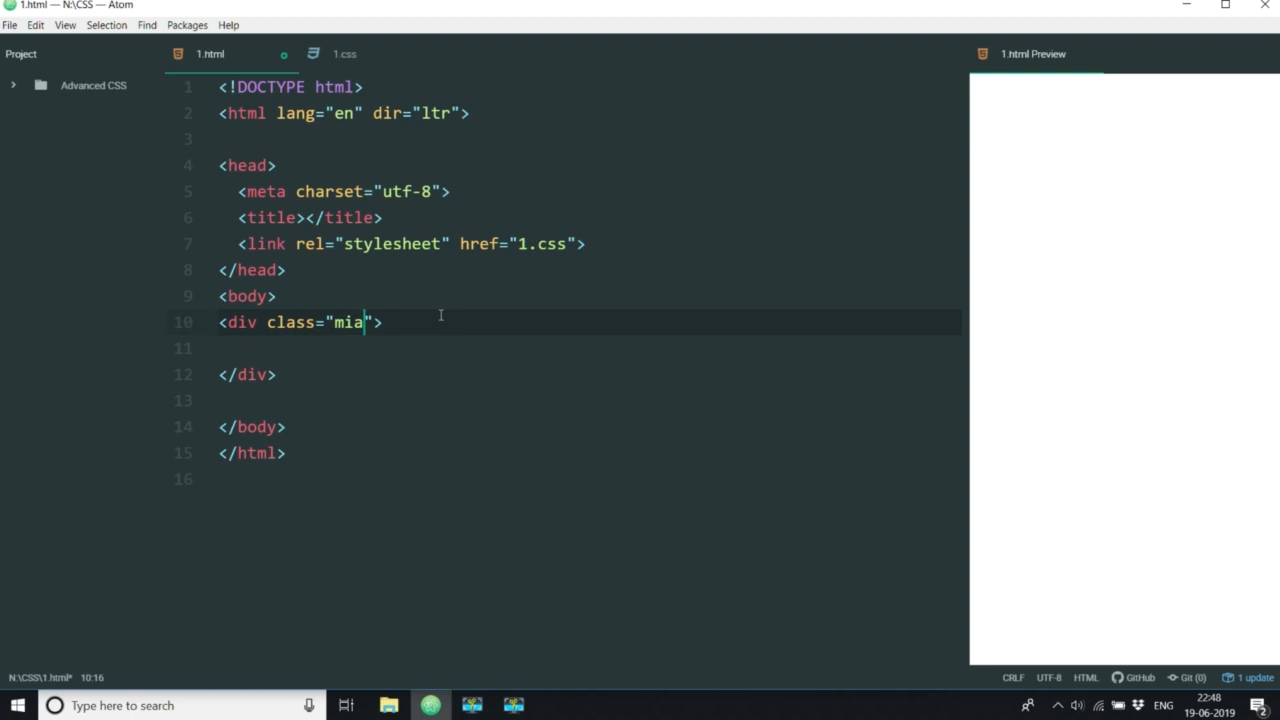 1.html — N:\CSS — Atom
File Edit View Selection Find Packages Help
Project
1.html
1.css
1.html Preview
Advanced CSS
1 <!DOCTYPE html>
2 <html lang="en" dir="ltr">
3
4 <head>
5 <meta charset="utf-8">
6 <title></title>
7 <link rel="stylesheet" href="1.css">
8 </head>
9 <body>
10 <div class="mia">
11
12 </div>
13
14 </body>
15 </html>
16
N:\CSS\1.html* 10:16
CRLF UTF-8 HTML GitHub Git (0) 1 update
Type here to search
ENG
22:48
19-06-2019
2